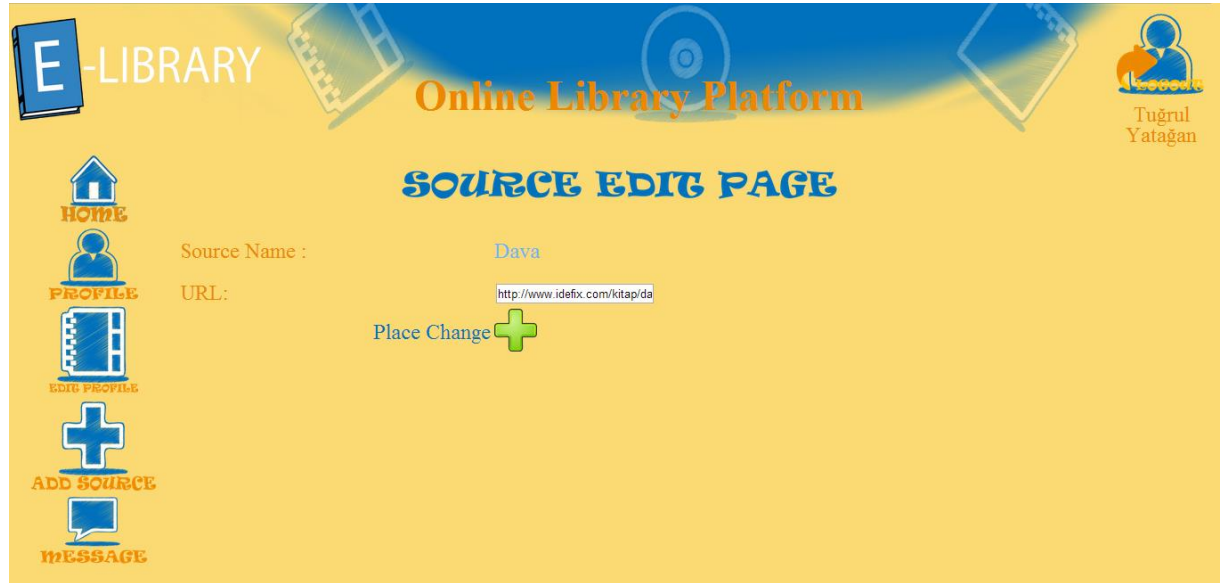 E-LIBRARY
Online Library Platform
LOGOUT
Tuğrul
Yatağan
SOURCE EDIT PAGE
HOME
PROFILE
EDIT PROFILE
ADD SOURCE
MESSAGE
Source Name : Dava
URL: http://www.idefix.com/kitap/da
Place Change